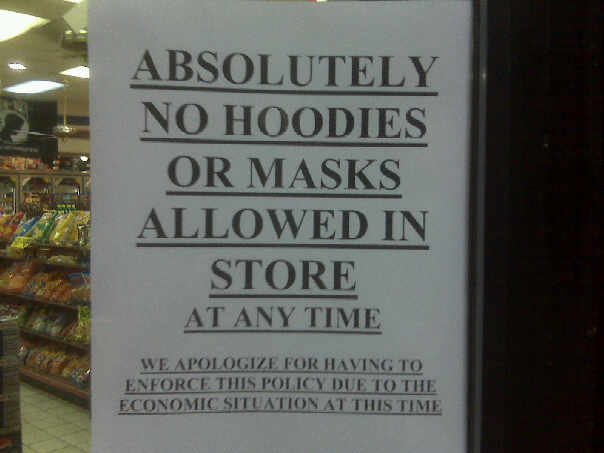 ABSOLUTELY
NO HOODIES
OR MASKS
ALLOWED IN
STORE
AT ANY TIME
WE APOLOGIZE FOR HAVING TO
ENFORCE THIS POLICY DUE TO THE
ECONOMIC SITUATION AT THIS TIME